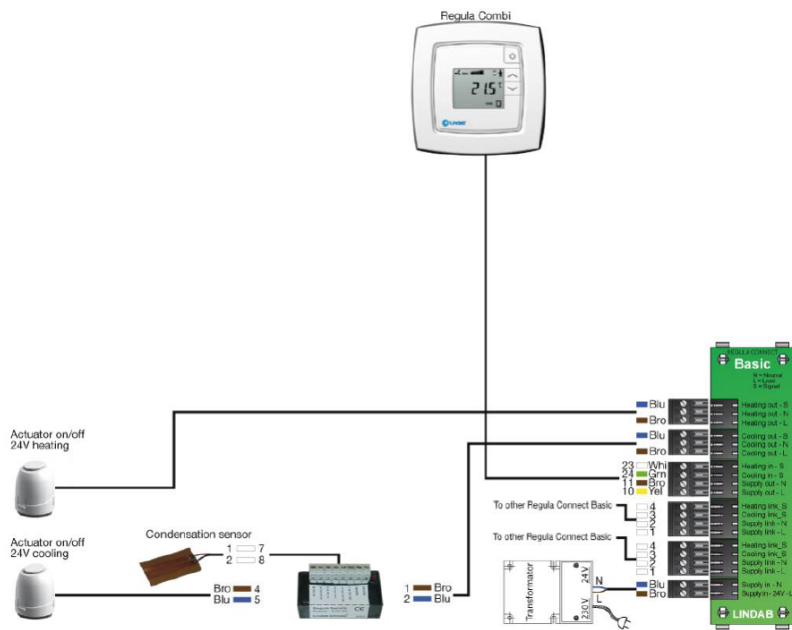 Regula Combi
21.5°
LINDAB
REGULA CONNECT
Basic
N = Neutral
L = Load
S = Signal
Blu
Bro
Heating out - S
Heating out - N
Heating out - L
Blu
Bro
Cooling out - S
Cooling out - N
Cooling out - L
23 Whi
24 Grn
11 Bro
10 Yel
Heating in - S
Cooling in - S
Supply out - N
Supply out - L
To other Regula Connect Basic
4
3
2
1
Heating link_S
Cooling link_S
Supply link - N
Supply link - L
To other Regula Connect Basic
4
3
2
1
Heating link_S
Cooling link_S
Supply link - N
Supply link - L
Blu
Bro
Supply in - N
Supply in - 24V - L
LINDAB
Actuator on/off
24V heating
Actuator on/off
24V cooling
Condensation sensor
1 7
2 8
Bro 4
Blu 5
1 Bro
2 Blu
Transformator
24V
230V
N
L